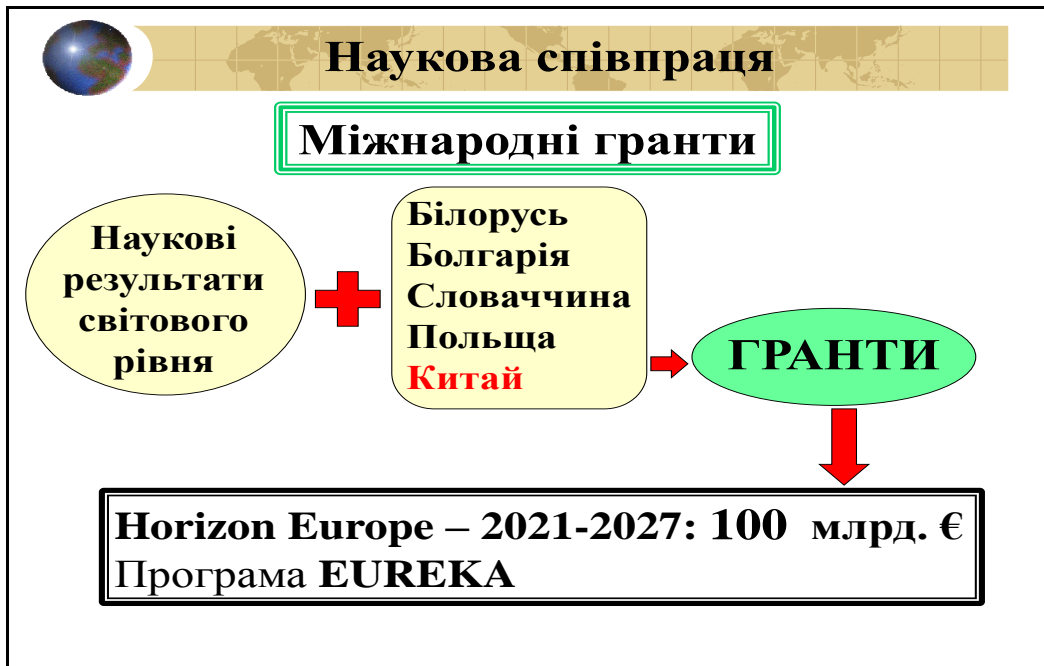 Наукова співпраця
Міжнародні гранти
Наукові
результати
світового
рівня
Білорусь
Болгарія
Словаччина
Польща
Китай
ГРАНТИ
Horizon Europe – 2021-2027: 100 млрд. €
Програма EUREKA